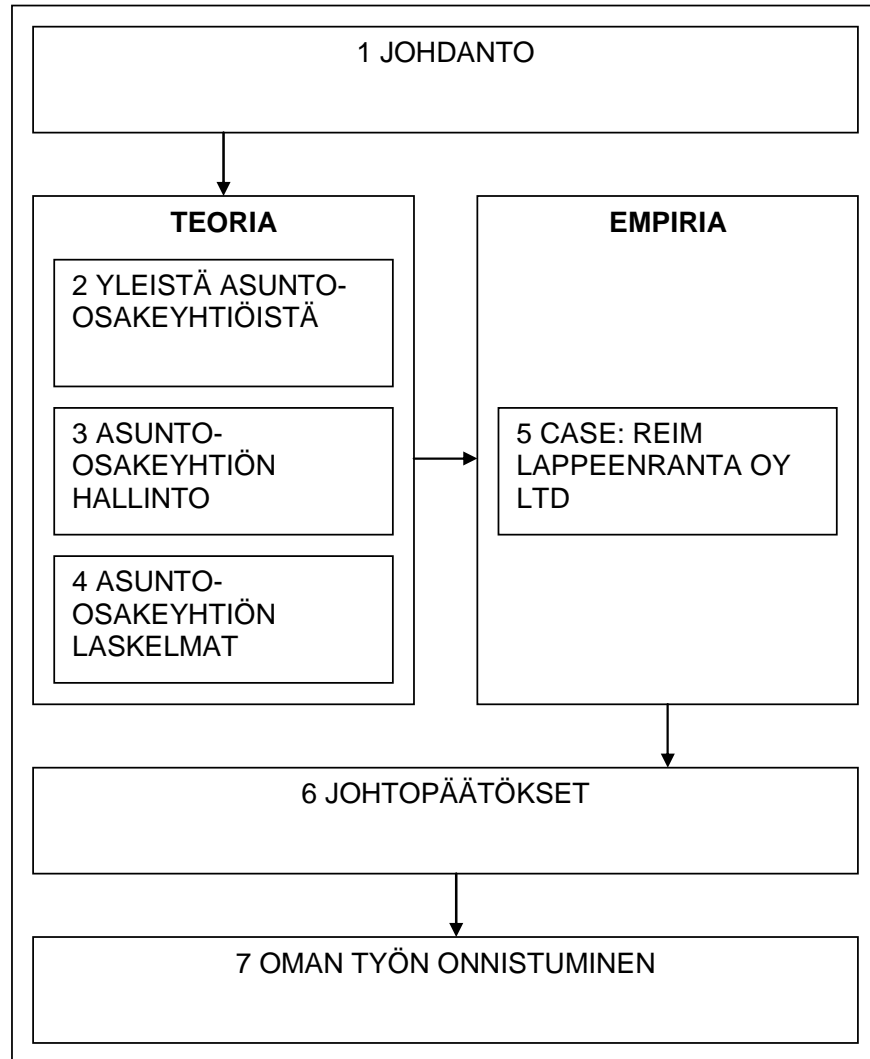 1 JOHDANTO
TEORIA
2 YLEISTÄ ASUNTO-
OSAKEYHTIÖISTÄ
3 ASUNTO-
OSAKEYHTIÖN
HALLINTO
4 ASUNTO-
OSAKEYHTIÖN
LASKELMAT
EMPIRIA
5 CASE: REIM
LAPPEENRANTA OY
LTD
6 JOHTOPÄÄTÖKSET
7 OMAN TYÖN ONNISTUMINEN